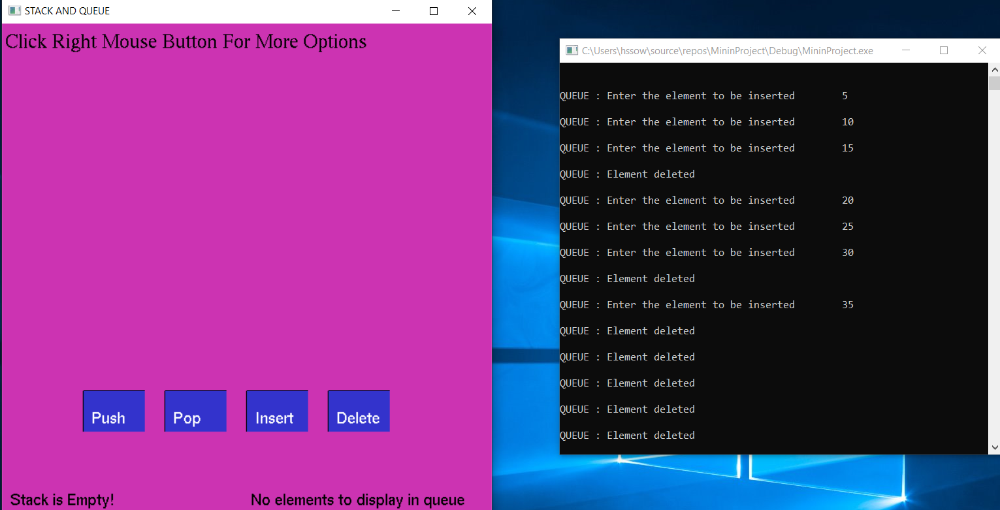 STACK AND QUEUE
Click Right Mouse Button For More Options
Push
Pop
Insert
Delete
Stack is Empty!
No elements to display in queue
C:\Users\hssow\source\repos\MininProject\Debug\MininProject.exe
QUEUE : Enter the element to be inserted 5
QUEUE : Enter the element to be inserted 10
QUEUE : Enter the element to be inserted 15
QUEUE : Element deleted
QUEUE : Enter the element to be inserted 20
QUEUE : Enter the element to be inserted 25
QUEUE : Enter the element to be inserted 30
QUEUE : Element deleted
QUEUE : Enter the element to be inserted 35
QUEUE : Element deleted
QUEUE : Element deleted
QUEUE : Element deleted
QUEUE : Element deleted
QUEUE : Element deleted